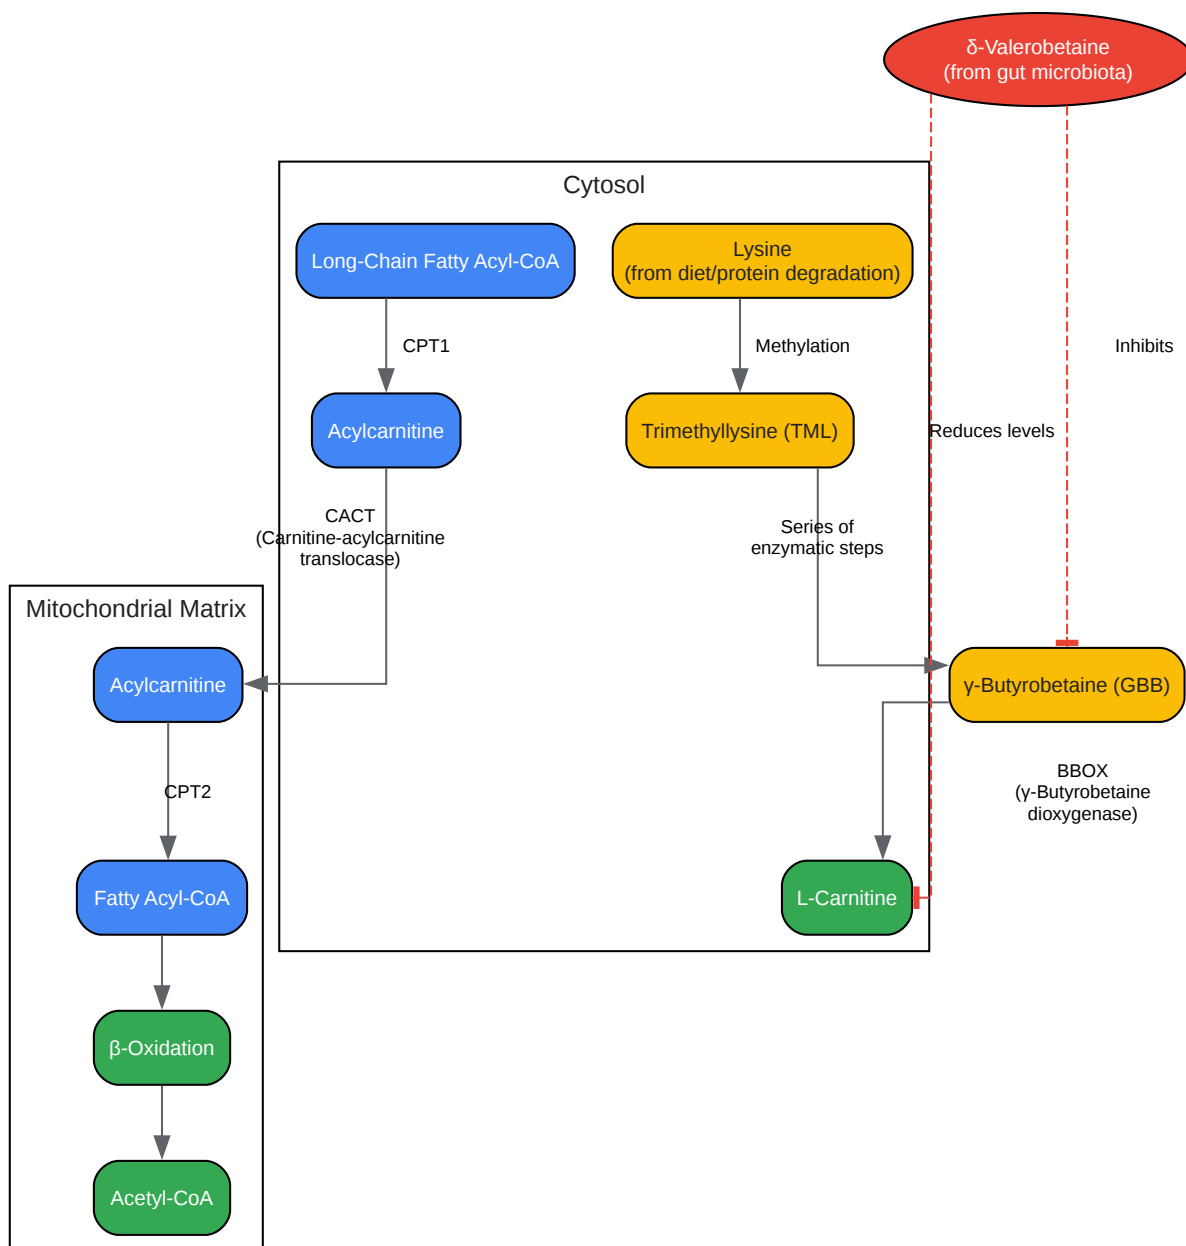 δ-Valerobetaine
(from gut microbiota)
Cytosol
Long-Chain Fatty Acyl-CoA
Lysine
(from diet/protein degradation)
CPT1
Methylation
Inhibits
Acylcarnitine
Trimethyllysine (TML)
Reduces levels
CACT
(Carnitine-acylcarnitine
translocase)
Series of
enzymatic steps
Mitochondrial Matrix
Acylcarnitine
γ-Butyrobetaine (GBB)
CPT2
BBOX
(γ-Butyrobetaine
dioxygenase)
Fatty Acyl-CoA
L-Carnitine
β-Oxidation
Acetyl-CoA